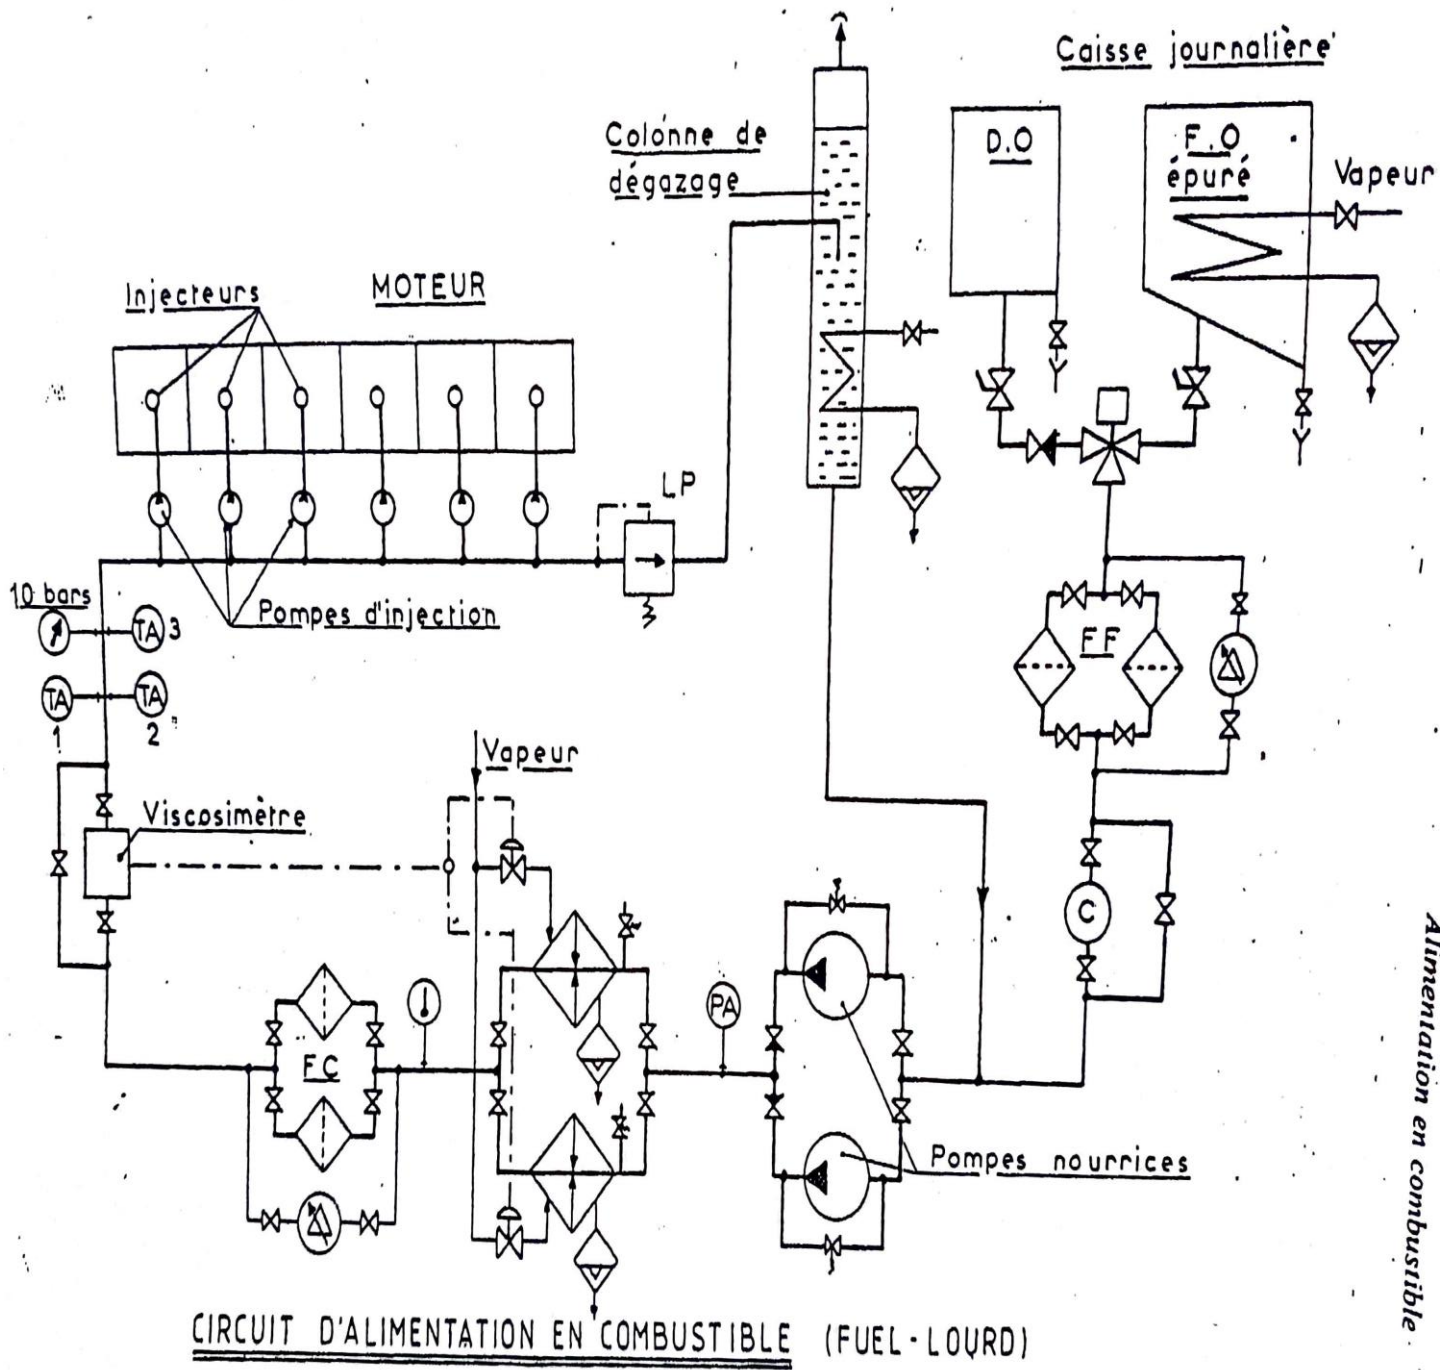 Caisse journalière
Colonne de
dégazage
D.O
F.O
épuré
Vapeur
Injecteurs
MOTEUR
LP
10 bars
TA 3
Pompes d'injection
FF
TA
TA
1
2
Vapeur
Viscosimètre
C
PA
FC
Pompes nourrices
Alimentation en combustible
CIRCUIT D'ALIMENTATION EN COMBUSTIBLE (FUEL-LOURD)